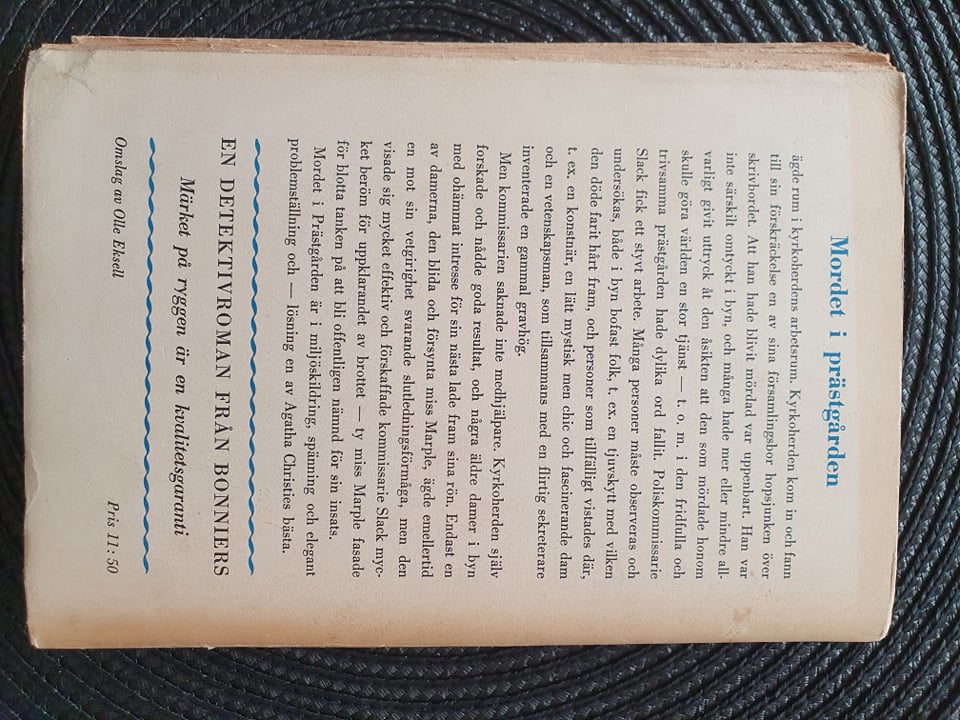 Mordet i prästgården
ägde rum i kyrkoherdens arbetsrum. Kyrkoherden kom in och fann
till sin förskräckelse en av sina församlingsbor hopsjunken över
skrivbordet. Att han hade blivit mördad var uppenbart. Han var
inte särskilt omtyckt i byn, och många hade mer eller mindre all-
varligt givit uttryck åt den åsikten att den som mördade honom
skulle göra världen en stor tjänst — t. o. m. i den fridfulla och
trivsamma prästgården hade dylika ord fallit. Poliskommissarie
Slack fick ett styvt arbete. Många personer måste observeras och
undersökas, både i byn bofast folk, t. ex. en tjuvskytt med vilken
den döde farit hårt fram, och personer som tillfälligt vistades där,
t. ex. en konstnär, en lätt mystisk men chic och fascinerande dam
och en vetenskapsman, som tillsammans med en flirtig sekreterare
inventerade en gammal gravhög.
Men kommissarien saknade inte medhjälpare. Kyrkoherden själv
forskade och nådde goda resultat, och några äldre damer i byn
med ohämmat intresse för sin nästa lade fram sina rön. Endast en
av damerna, den blida och försynta miss Marple, ägde emellertid
en mot sin vetgirighet svarande slutledningsförmåga, men den
visade sig mycket effektiv och förskaffade kommissarie Slack myc-
ket beröm för uppklarandet av brottet — ty miss Marple fasade
för blotta tanken på att bli offentligen nämnd för sin insats.
Mordet i Prästgården är i miljöskildring, spänning och elegant
problemställning och — lösning en av Agatha Christies bästa.
EN DETEKTIVROMAN FRÅN BONNIERS
Märket på ryggen är en kvalitetsgaranti
Omslag av Olle Eksell Pris 11:50